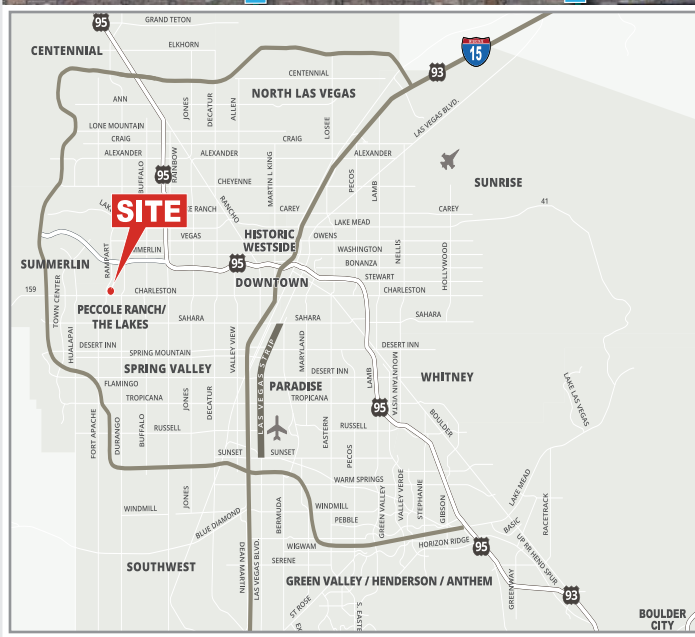 95
GRAND TETON
CENTENNIAL
ELKHORN
INTERSTATE
15
93
CENTENNIAL
NORTH LAS VEGAS
ANN
JONES
DECATUR
ALLEN
LOSEE
LAS VEGAS BLVD.
LONE MOUNTAIN
CRAIG
CRAIG
ALEXANDER
ALEXANDER
ALEXANDER
BUFFALO
95
RAINBOW
CHEYENNE
MARTIN L KING
PECOS
LAMB
SUNRISE
RANCHO
CAREY
CAREY
41
SITE
VEGAS
LAKE MEAD
HISTORIC
WESTSIDE
OWENS
WASHINGTON
BONANZA
NELLIS
HOLLYWOOD
RAMPART
SUMMERLIN
95
DOWNTOWN
STEWART
159
TOWN CENTER
CHARLESTON
CHARLESTON
PECCOLE RANCH/
THE LAKES
SAHARA
SAHARA
SAHARA
HUALAPAI
DESERT INN
SPRING MOUNTAIN
VALLEY VIEW
LAS VEGAS STRIP
MARYLAND
DESERT INN
DESERT INN
SPRING VALLEY
LAMB
MOUNTAIN VISTA
WHITNEY
LAKE LAS VEGAS
FLAMINGO
TROPICANA
JONES
DECATUR
PARADISE
TROPICANA
95
BOULDER
FORT APACHE
DURANGO
BUFFALO
RUSSELL
EASTERN
RUSSELL
PECOS
SUNSET
SUNSET
WARM SPRINGS
GREEN VALLEY
VALLEY VERDE
STEPHANIE
GIBSON
LAKE MEAD
RACETRACK
WINDMILL
JONES
BLUE DIAMOND
BERMUDA
WINDMILL
PEBBLE
BASIC
UP RR HEND SPUR
SOUTHWEST
DEAN MARTIN
LAS VEGAS BLVD.
WIGWAM
SERENE
HORIZON RIDGE
95
GREEN VALLEY / HENDERSON / ANTHEM
GREENWAY
93
ST ROSE
BOULDER
CITY